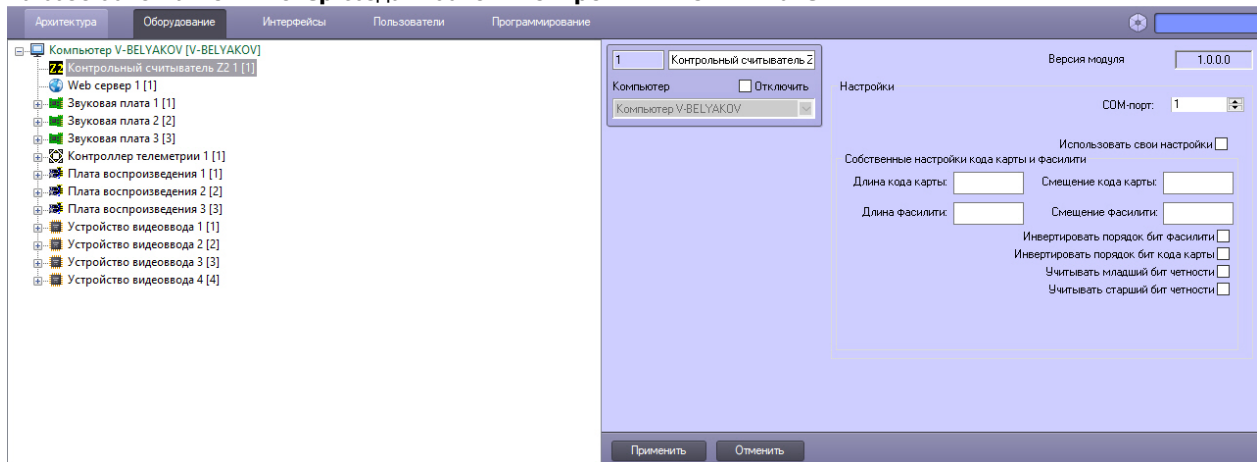 Архитектура Оборудование Интерфейсы Пользователи Программирование
Компьютер V-BELYAKOV [V-BELYAKOV]
Контрольный считыватель Z2 1 [1]
Web сервер 1 [1]
Звуковая плата 1 [1]
Звуковая плата 2 [2]
Звуковая плата 3 [3]
Контроллер телеметрии 1 [1]
Плата воспроизведения 1 [1]
Плата воспроизведения 2 [2]
Плата воспроизведения 3 [3]
Устройство видеоввода 1 [1]
Устройство видеоввода 2 [2]
Устройство видеоввода 3 [3]
Устройство видеоввода 4 [4]
1 Контрольный считыватель Z
Компьютер Отключить
Компьютер V-BELYAKOV
Версия модуля 1.0.0.0
Настройки
COM-порт: 1
Использовать свои настройки
Собственные настройки кода карты и фасилити
Длина кода карты: Смещение кода карты:
Длина фасилити: Смещение фасилити:
Инвертировать порядок бит фасилити
Инвертировать порядок бит кода карты
Учитывать младший бит четности
Учитывать старший бит четности
Применить Отменить